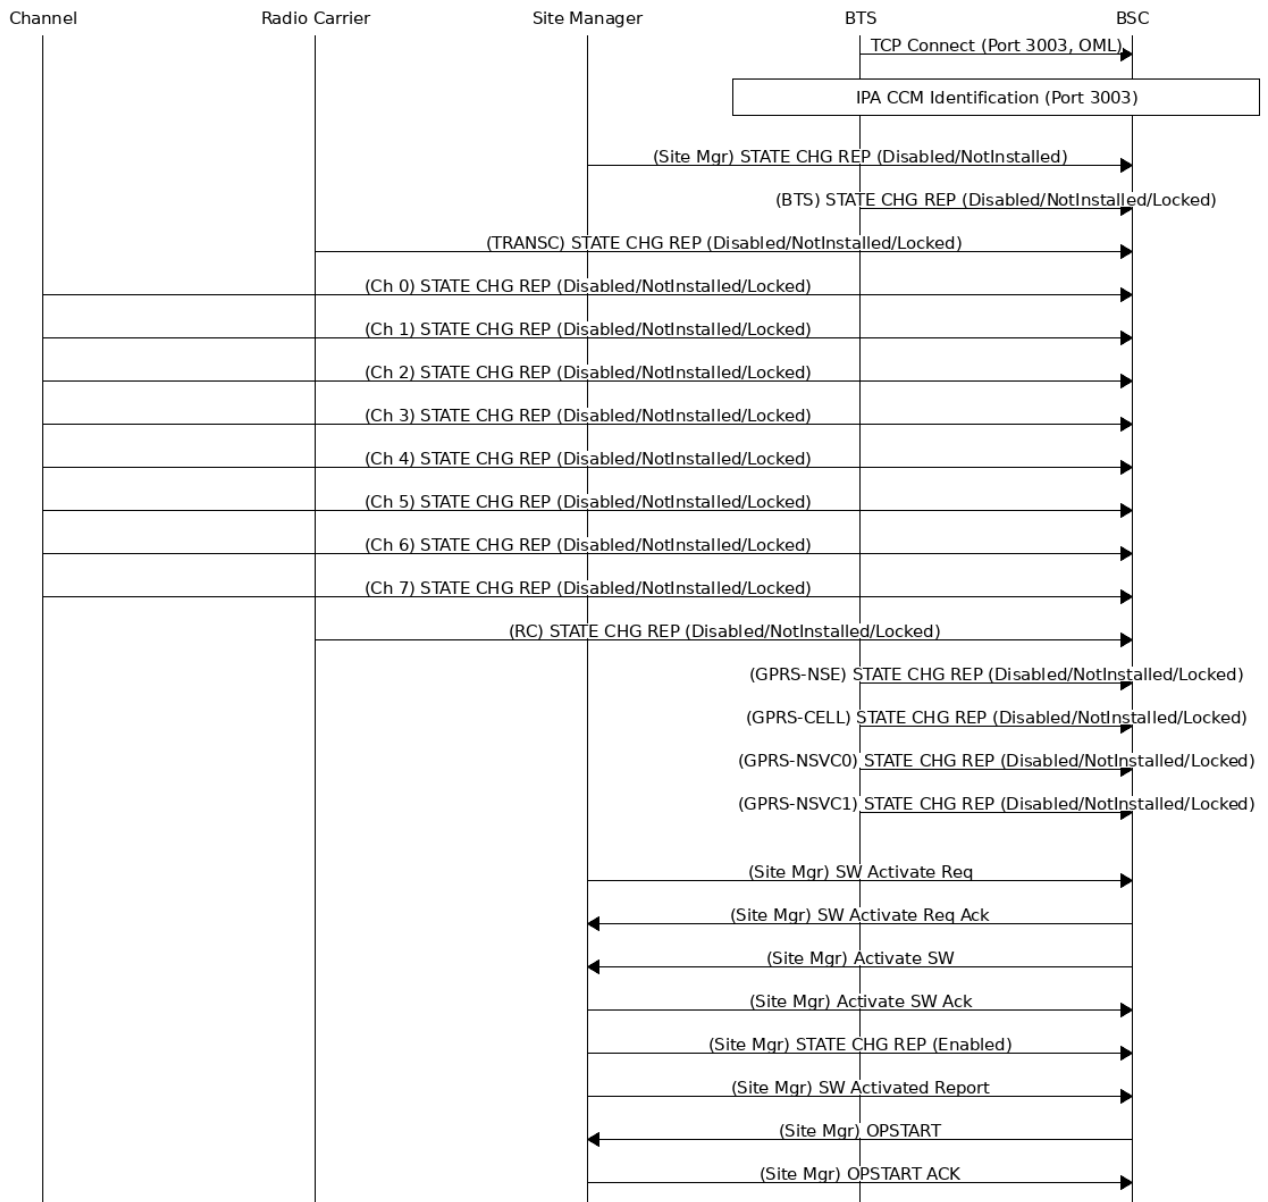 Channel Radio Carrier Site Manager BTS BSC
TCP Connect (Port 3003, OML)
IPA CCM Identification (Port 3003)
(Site Mgr) STATE CHG REP (Disabled/NotInstalled)
(BTS) STATE CHG REP (Disabled/NotInstalled/Locked)
(TRANSC) STATE CHG REP (Disabled/NotInstalled/Locked)
(Ch 0) STATE CHG REP (Disabled/NotInstalled/Locked)
(Ch 1) STATE CHG REP (Disabled/NotInstalled/Locked)
(Ch 2) STATE CHG REP (Disabled/NotInstalled/Locked)
(Ch 3) STATE CHG REP (Disabled/NotInstalled/Locked)
(Ch 4) STATE CHG REP (Disabled/NotInstalled/Locked)
(Ch 5) STATE CHG REP (Disabled/NotInstalled/Locked)
(Ch 6) STATE CHG REP (Disabled/NotInstalled/Locked)
(Ch 7) STATE CHG REP (Disabled/NotInstalled/Locked)
(RC) STATE CHG REP (Disabled/NotInstalled/Locked)
(GPRS-NSE) STATE CHG REP (Disabled/NotInstalled/Locked)
(GPRS-CELL) STATE CHG REP (Disabled/NotInstalled/Locked)
(GPRS-NSVC0) STATE CHG REP (Disabled/NotInstalled/Locked)
(GPRS-NSVC1) STATE CHG REP (Disabled/NotInstalled/Locked)
(Site Mgr) SW Activate Req
(Site Mgr) SW Activate Req Ack
(Site Mgr) Activate SW
(Site Mgr) Activate SW Ack
(Site Mgr) STATE CHG REP (Enabled)
(Site Mgr) SW Activated Report
(Site Mgr) OPSTART
(Site Mgr) OPSTART ACK